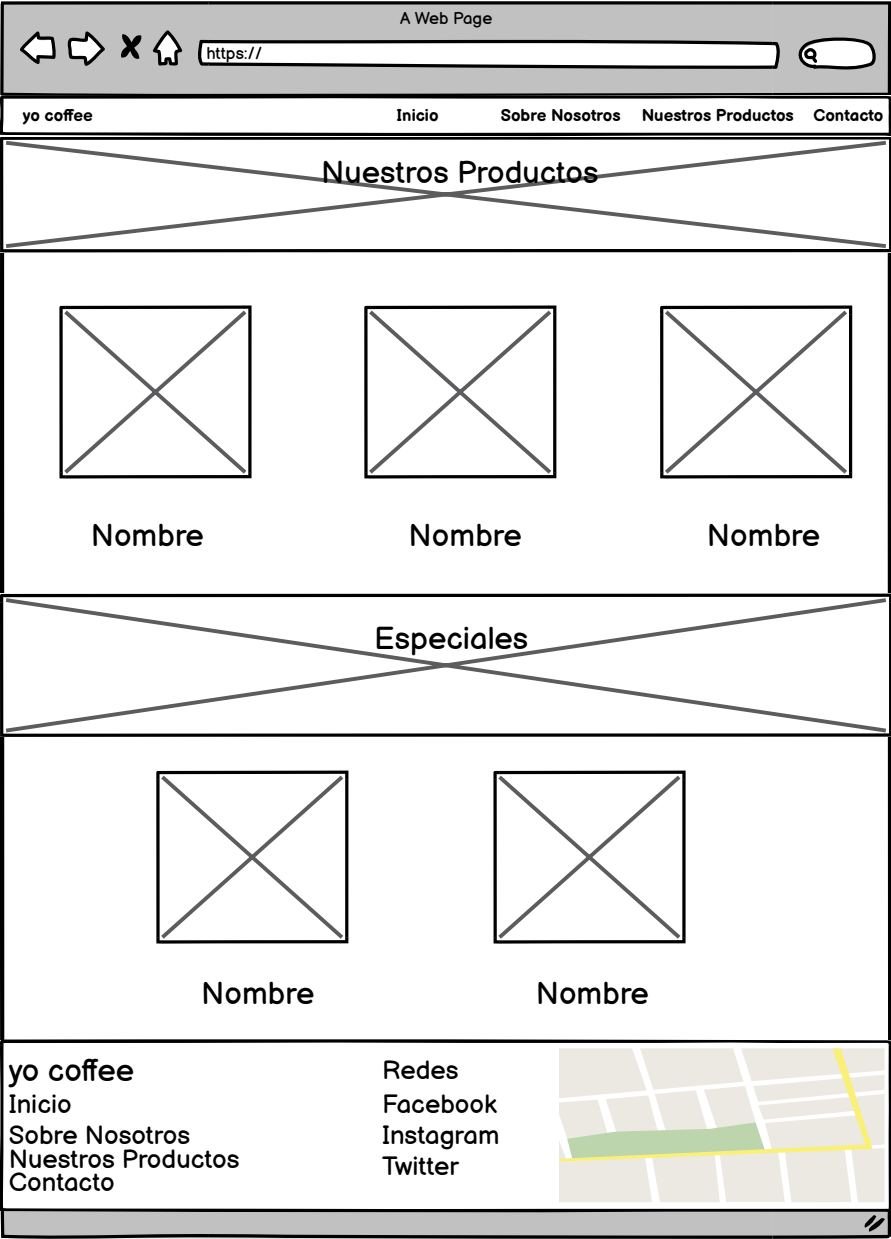 A Web Page
https://
yo coffee Inicio Sobre Nosotros Nuestros Productos Contacto
Nuestros Productos
Nombre Nombre Nombre
Especiales
Nombre Nombre
yo coffee
Inicio
Sobre Nosotros
Nuestros Productos
Contacto
Redes
Facebook
Instagram
Twitter